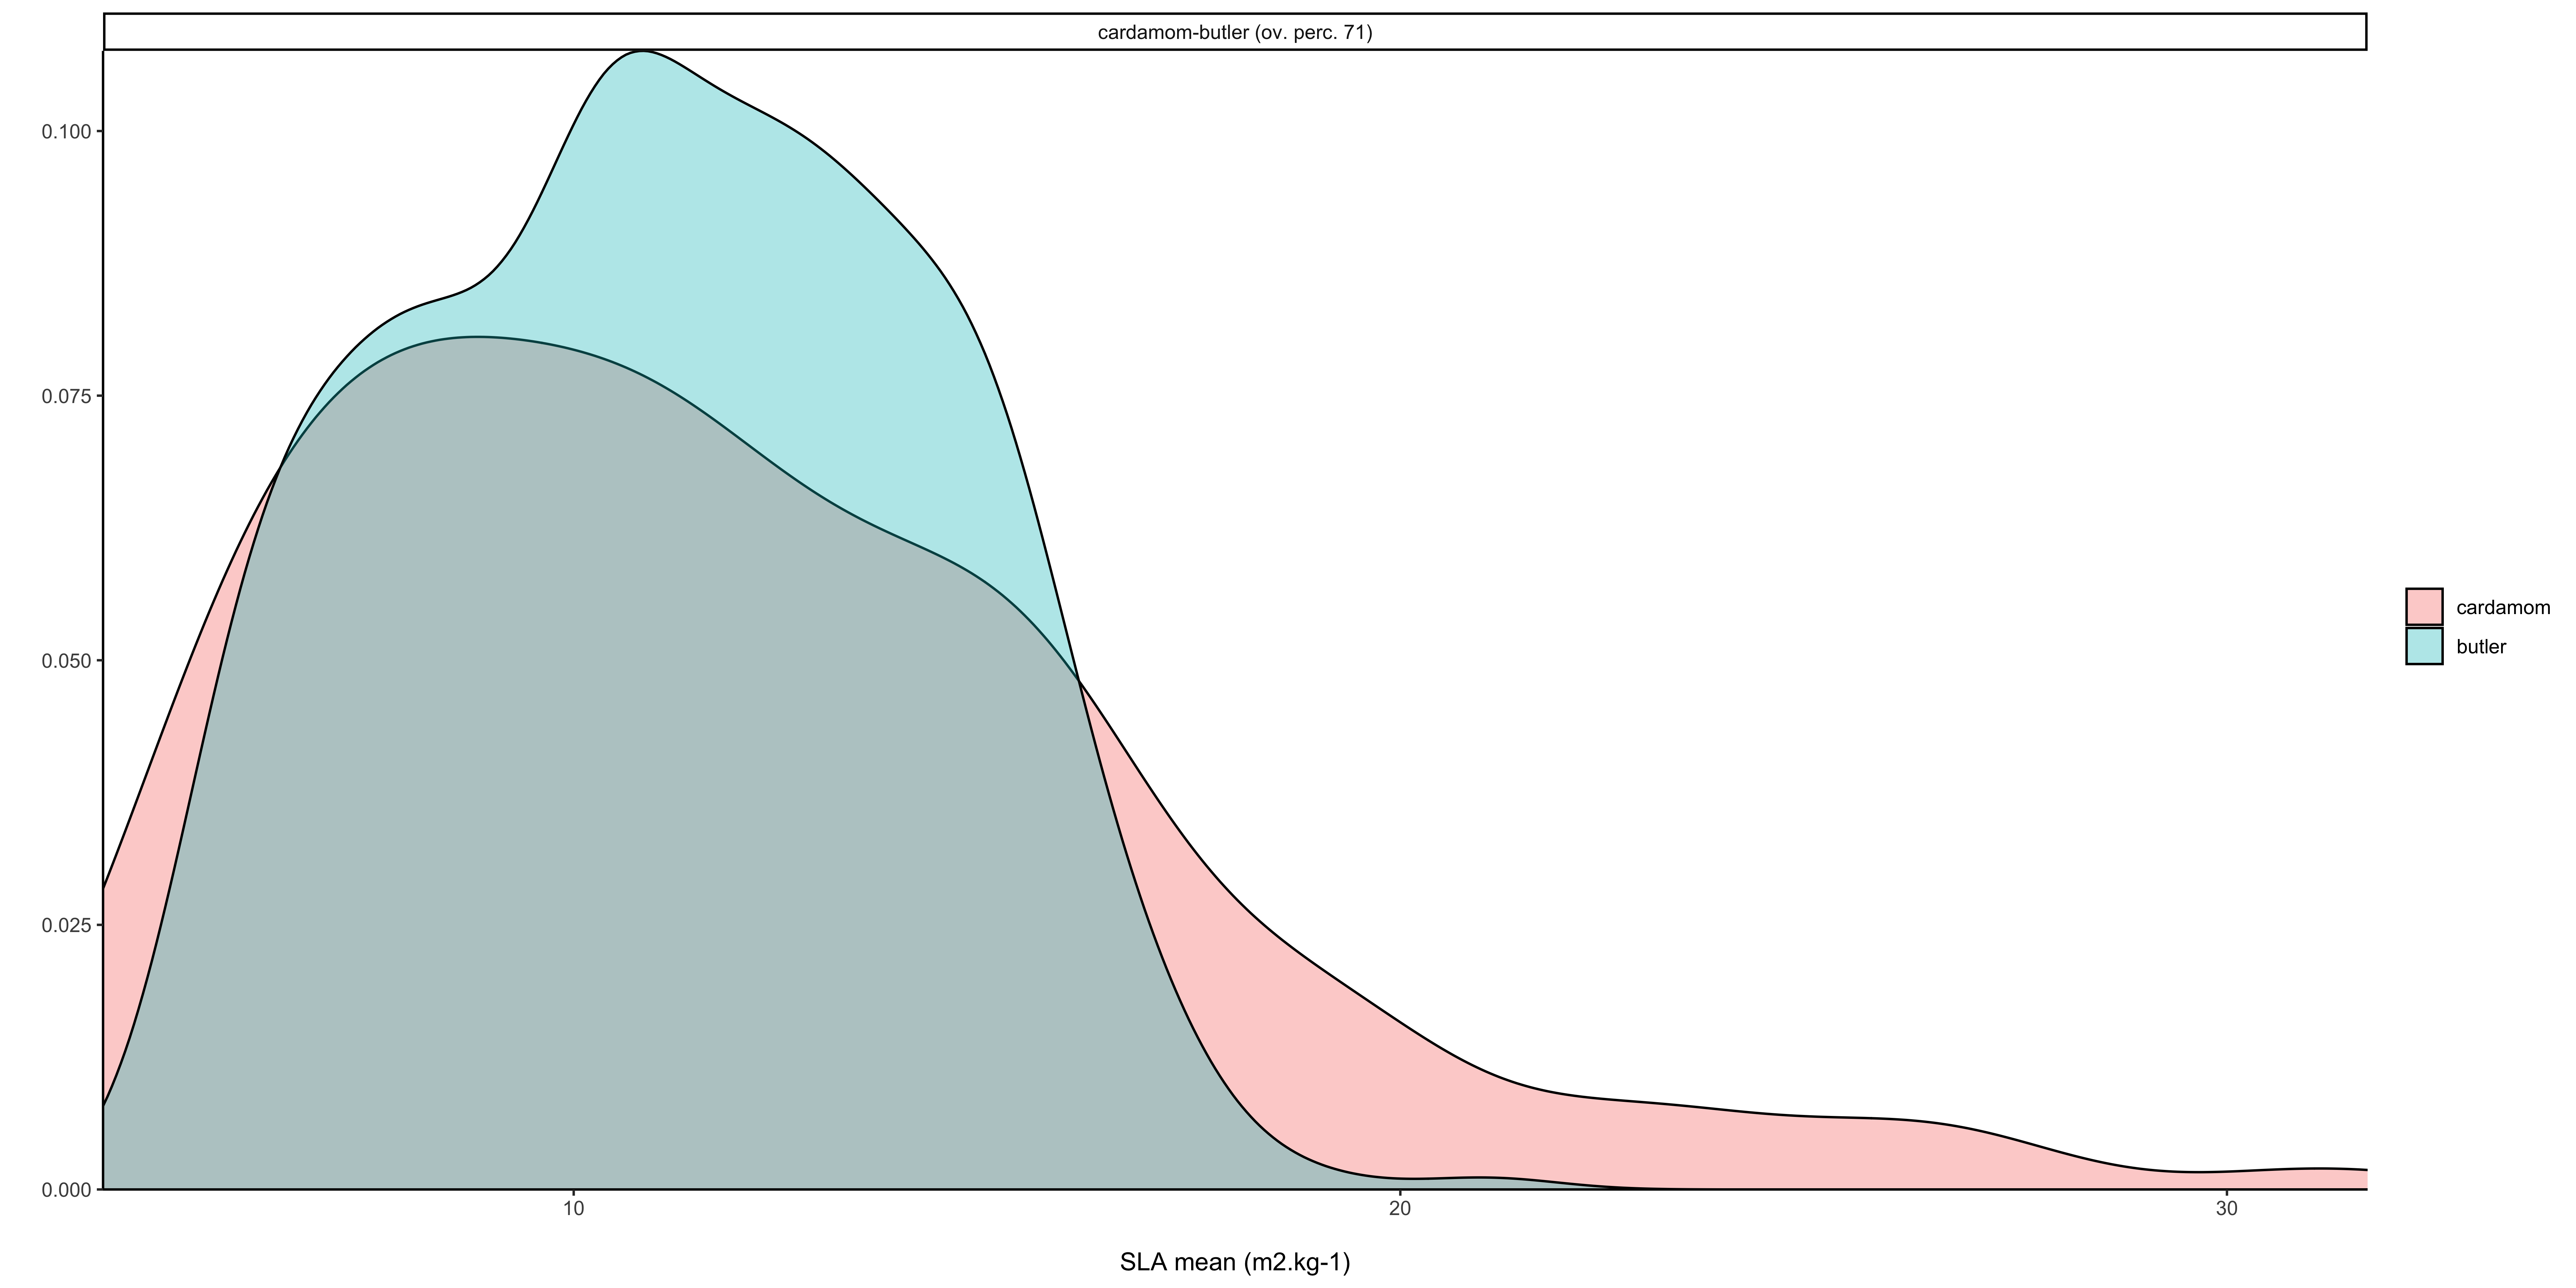 cardamom-butler (ov. perc. 71)
0.100
0.075
0.050
0.025
0.000
10
20
30
SLA mean (m2.kg-1)
cardamom
butler